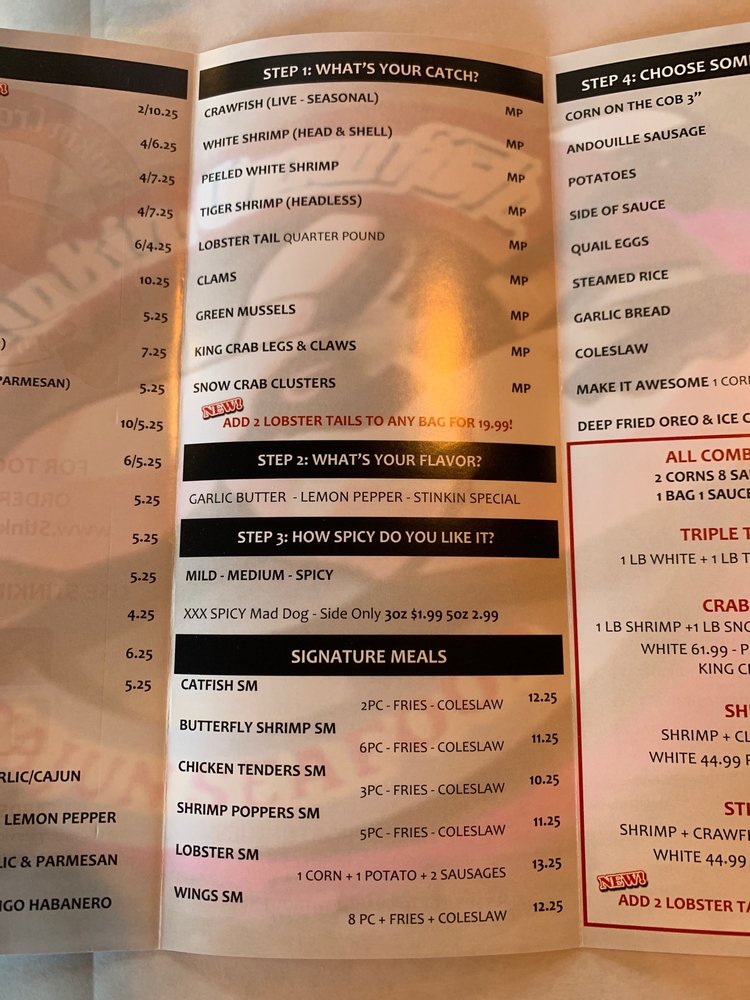 2/10.25
4/6.25
4/7.25
4/7.25
6/4.25
10.25
5.25
7.25
PARMESAN) 5.25
10/5.25
6/5.25
5.25
5.25
5.25
4.25
6.25
5.25
RLIC/CAJUN
LEMON PEPPER
LIC & PARMESAN
NGO HABANERO
STEP 1: WHAT'S YOUR CATCH?
CRAWFISH (LIVE - SEASONAL) MP
WHITE SHRIMP (HEAD & SHELL) MP
PEELED WHITE SHRIMP MP
TIGER SHRIMP (HEADLESS) MP
LOBSTER TAIL QUARTER POUND MP
CLAMS MP
GREEN MUSSELS MP
KING CRAB LEGS & CLAWS MP
SNOW CRAB CLUSTERS MP
NEW!
ADD 2 LOBSTER TAILS TO ANY BAG FOR 19.99!
STEP 2: WHAT'S YOUR FLAVOR?
GARLIC BUTTER - LEMON PEPPER - STINKIN SPECIAL
STEP 3: HOW SPICY DO YOU LIKE IT?
MILD - MEDIUM - SPICY
XXX SPICY Mad Dog - Side Only 3oz $1.99 5oz 2.99
SIGNATURE MEALS
CATFISH SM
2PC - FRIES - COLESLAW 12.25
BUTTERFLY SHRIMP SM
6PC - FRIES - COLESLAW 11.25
CHICKEN TENDERS SM
3PC - FRIES - COLESLAW 10.25
SHRIMP POPPERS SM
5PC - FRIES - COLESLAW 11.25
LOBSTER SM
1 CORN + 1 POTATO + 2 SAUSAGES 13.25
WINGS SM
8 PC + FRIES + COLESLAW 12.25
STEP 4: CHOOSE SOM
CORN ON THE COB 3"
ANDOUILLE SAUSAGE
POTATOES
SIDE OF SAUCE
QUAIL EGGS
STEAMED RICE
GARLIC BREAD
COLESLAW
MAKE IT AWESOME 1 COR
DEEP FRIED OREO & ICE C
ALL COMB
2 CORNS 8 SA
1 BAG 1 SAUCE
TRIPLE T
1 LB WHITE + 1 LB T
CRAB
1 LB SHRIMP +1 LB SNO
WHITE 61.99 - P
KING C
SH
SHRIMP + CL
WHITE 44.99 P
STI
SHRIMP + CRAWFI
WHITE 44.99
NEW!
ADD 2 LOBSTER TA